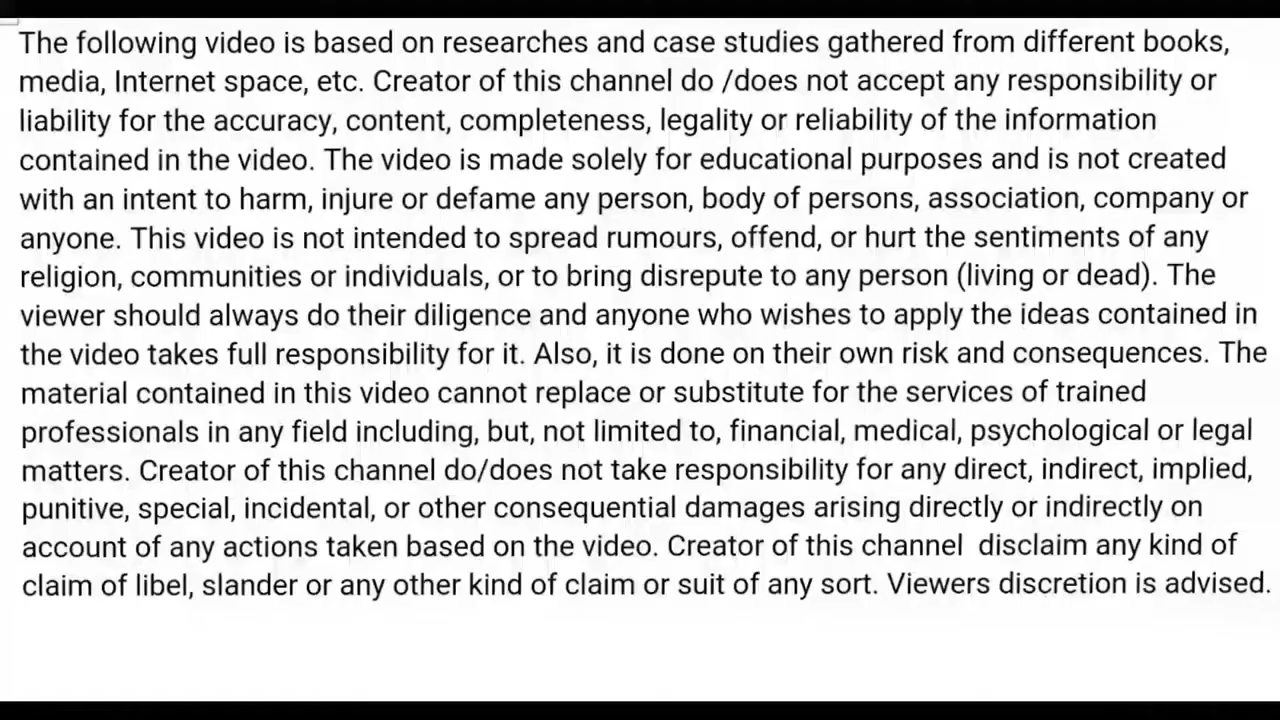 The following video is based on researches and case studies gathered from different books,
media, Internet space, etc. Creator of this channel do /does not accept any responsibility or
liability for the accuracy, content, completeness, legality or reliability of the information
contained in the video. The video is made solely for educational purposes and is not created
with an intent to harm, injure or defame any person, body of persons, association, company or
anyone. This video is not intended to spread rumours, offend, or hurt the sentiments of any
religion, communities or individuals, or to bring disrepute to any person (living or dead). The
viewer should always do their diligence and anyone who wishes to apply the ideas contained in
the video takes full responsibility for it. Also, it is done on their own risk and consequences. The
material contained in this video cannot replace or substitute for the services of trained
professionals in any field including, but, not limited to, financial, medical, psychological or legal
matters. Creator of this channel do/does not take responsibility for any direct, indirect, implied,
punitive, special, incidental, or other consequential damages arising directly or indirectly on
account of any actions taken based on the video. Creator of this channel  disclaim any kind of
claim of libel, slander or any other kind of claim or suit of any sort. Viewers discretion is advised.